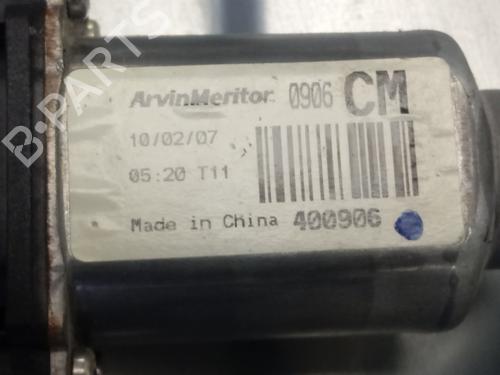 B-PARTS
ArvinMeritor 0906 CM
10/02/07
05:20 T11
Made in China 400906